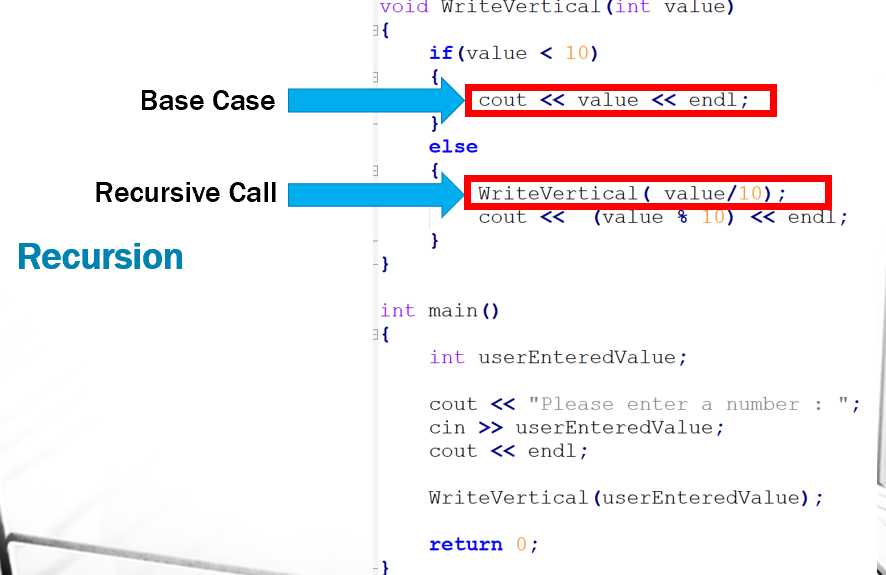 void WriteVertical(int value)
{
if(value < 10)
{
Base Case
cout << value << endl;
}
else
{
Recursive Call
WriteVertical( value/10);
cout <<  (value % 10) << endl;
}
Recursion
}
int main()
{
int userEnteredValue;
cout << "Please enter a number : ";
cin >> userEnteredValue;
cout << endl;
WriteVertical(userEnteredValue);
return 0;
}